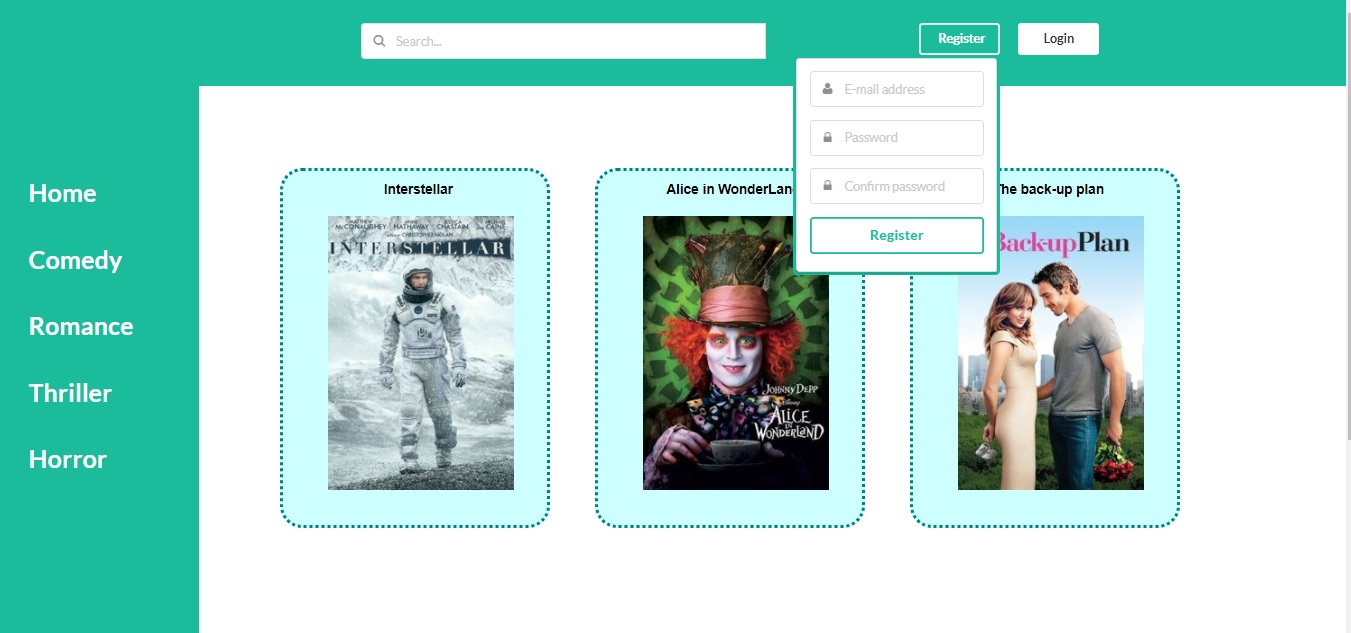 Search...
Register
Login
E-mail address
Password
Confirm password
Register
Home
Comedy
Romance
Thriller
Horror
Interstellar
MATTHEW ANNE JESSICA MICHAEL
McCONAUGHEY HATHAWAY CHASTAIN CAINE
CHRISTOPHER NOLAN
INTERSTELLAR
Alice in WonderLand
JOHNNY DEPP
Disney
ALICE
IN
WONDERLAND
The back-up plan
Back-up Plan